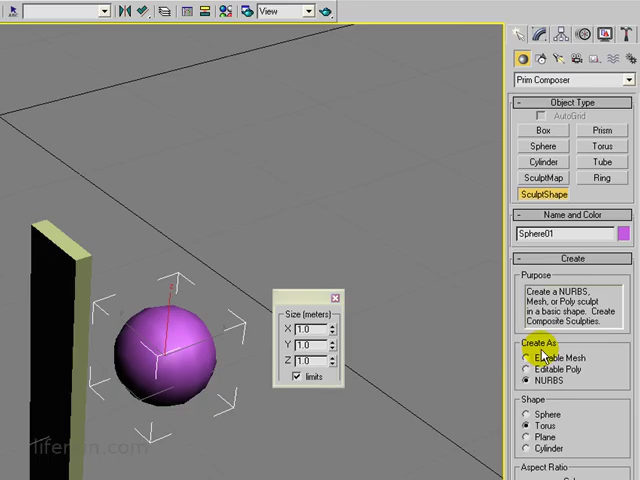 View
Prim Composer
- Object Type
AutoGrid
Box Prism
Sphere Torus
Cylinder Tube
SculptMap Ring
SculptShape
- Name and Color
Sphere01
- Create
Purpose
Create a NURBS,
Mesh, or Poly sculpt
in a basic shape. Create
Composite Sculpties.
Create As
Editable Mesh
Editable Poly
NURBS
Shape
Sphere
Torus
Plane
Cylinder
Aspect Ratio
Size (meters)
X 1.0
Y 1.0
Z 1.0
limits